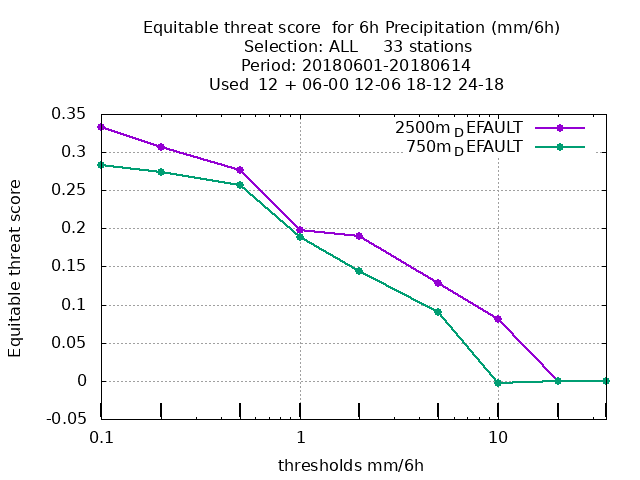 Equitable threat score  for 6h Precipitation (mm/6h)
Selection: ALL     33 stations
Period: 20180601-20180614
Used  12 + 06-00 12-06 18-12 24-18
2500m_DEFAULT
750m_DEFAULT
Equitable threat score
0.35
0.3
0.25
0.2
0.15
0.1
0.05
0
-0.05
0.1 1 10
thresholds mm/6h